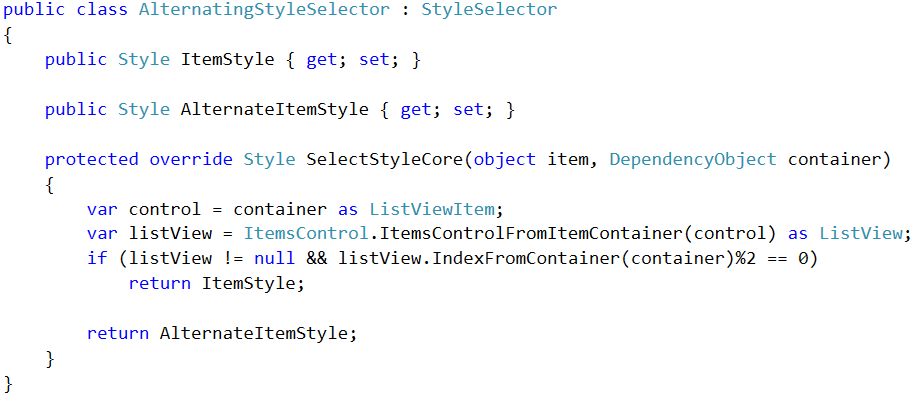 public class AlternatingStyleSelector : StyleSelector
{
    public Style ItemStyle { get; set; }

    public Style AlternateItemStyle { get; set; }

    protected override Style SelectStyleCore(object item, DependencyObject container)
    {
        var control = container as ListViewItem;
        var listView = ItemsControl.ItemsControlFromItemContainer(control) as ListView;
        if (listView != null && listView.IndexFromContainer(container)%2 == 0)
            return ItemStyle;

        return AlternateItemStyle;
    }
}